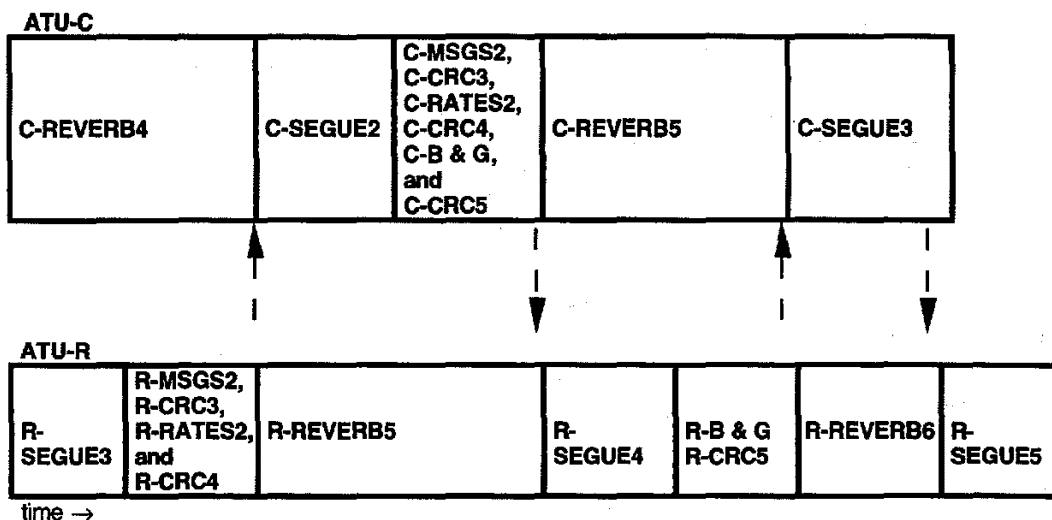 ATU-C
C-REVERB4
C-SEGUE2
C-MSGS2,
C-CRC3,
C-RATES2,
C-CRC4,
C-B & G,
and
C-CRC5
C-REVERB5
C-SEGUE3
ATU-R
R-
SEGUE3
R-MSGS2,
R-CRC3,
R-RATES2,
and
R-CRC4
R-REVERB5
R-
SEGUE4
R-B & G
R-CRC5
R-REVERB6
R-
SEGUE5
time →